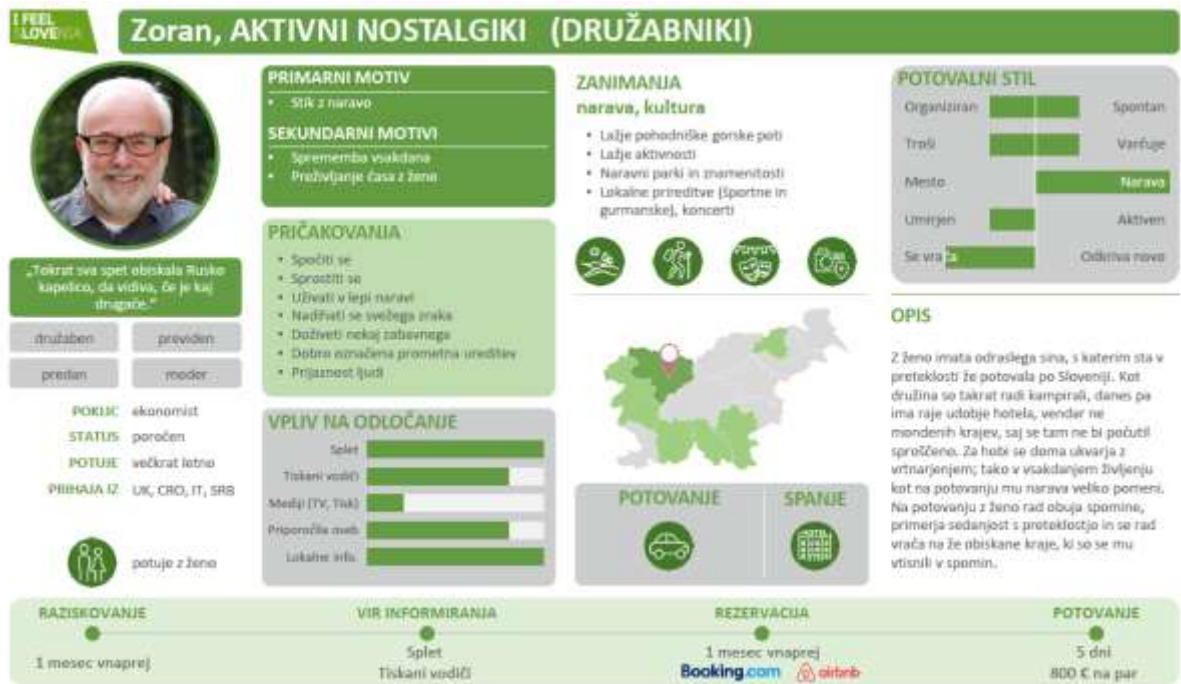 I FEEL
SLOVENIA
Zoran, AKTIVNI NOSTALGIKI (DRUŽABNIKI)
„Tokrat sva spet obiskala Rusko
kapelico, da vidiva, če je kaj
drugače."
družaben
previden
predan
moder
POKLIC ekonomist
STATUS poročen
POTUJE večkrat letno
PRIHAJA IZ UK, CRO, IT, SRB
potuje z ženo
PRIMARNI MOTIV
• Stik z naravo
SEKUNDARNI MOTIVI
• Sprememba vsakdana
• Preživljanje časa z ženo
PRIČAKOVANJA
• Spočiti se
• Sprostiti se
• Uživati v lepi naravi
• Nadihati se svežega zraka
• Doživeti nekaj zabavnega
• Dobro označena prometna ureditev
• Prijaznost ljudi
VPLIV NA ODLOČANJE
Splet
Tiskani vodiči
Mediji (TV, Tisk)
Priporočila oseb
Lokalne info.
ZANIMANJA
narava, kultura
• Lažje pohodniške gorske poti
• Lažje aktivnosti
• Naravni parki in znamenitosti
• Lokalne prireditve (športne in
gurmanske), koncerti
POTOVANJE
SPANJE
HOTEL
POTOVALNI STIL
Organiziran Spontan
Troši Varčuje
Mesto Narava
Umirjen Aktiven
Se vrača Odkriva novo
OPIS
Z ženo imata odraslega sina, s katerim sta v
preteklosti že potovala po Sloveniji. Kot
družina so takrat radi kampirali, danes pa
ima raje udobje hotela, vendar ne
mondenih krajev, saj se tam ne bi počutil
sproščeno. Za hobi se doma ukvarja z
vrtnarjenjem; tako v vsakdanjem življenju
kot na potovanju mu narava veliko pomeni.
Na potovanju z ženo rad obuja spomine,
primerja sedanjost s preteklostjo in se rad
vrača na že obiskane kraje, ki so se mu
vtisnili v spomin.
RAZISKOVANJE
1 mesec vnaprej
VIR INFORMIRANJA
Splet
Tiskani vodiči
REZERVACIJA
1 mesec vnaprej
Booking.com airbnb
POTOVANJE
5 dni
800 € na par